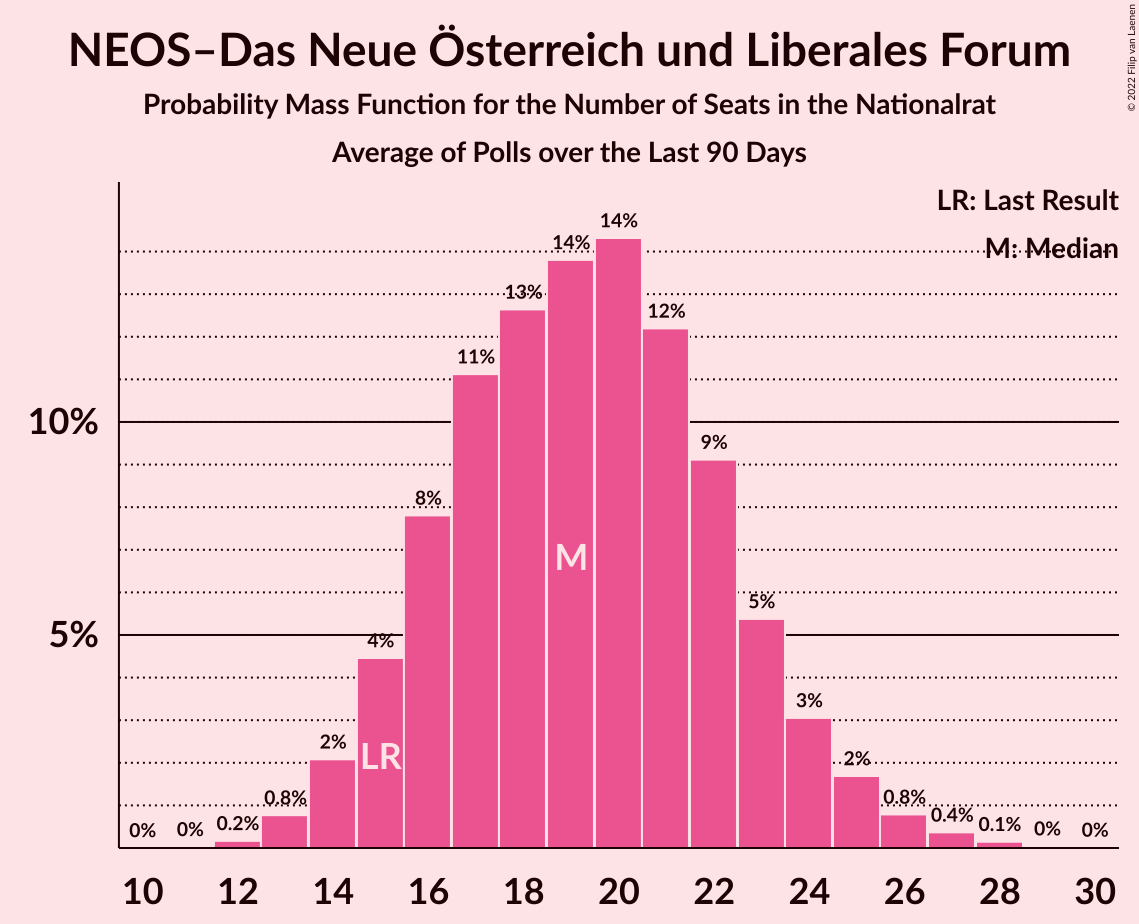 NEOS–Das Neue Österreich und Liberales Forum
Probability Mass Function for the Number of Seats in the Nationalrat
Average of Polls over the Last 90 Days
© 2022 Filip van Laenen
LR: Last Result
M: Median
10%
5%
0% 0% 0.2% 0.8% 2% 4% 8% 11% 13% 14% 14% 12% 9% 5% 3% 2% 0.8% 0.4% 0.1% 0% 0%
M
LR
10 12 14 16 18 20 22 24 26 28 30